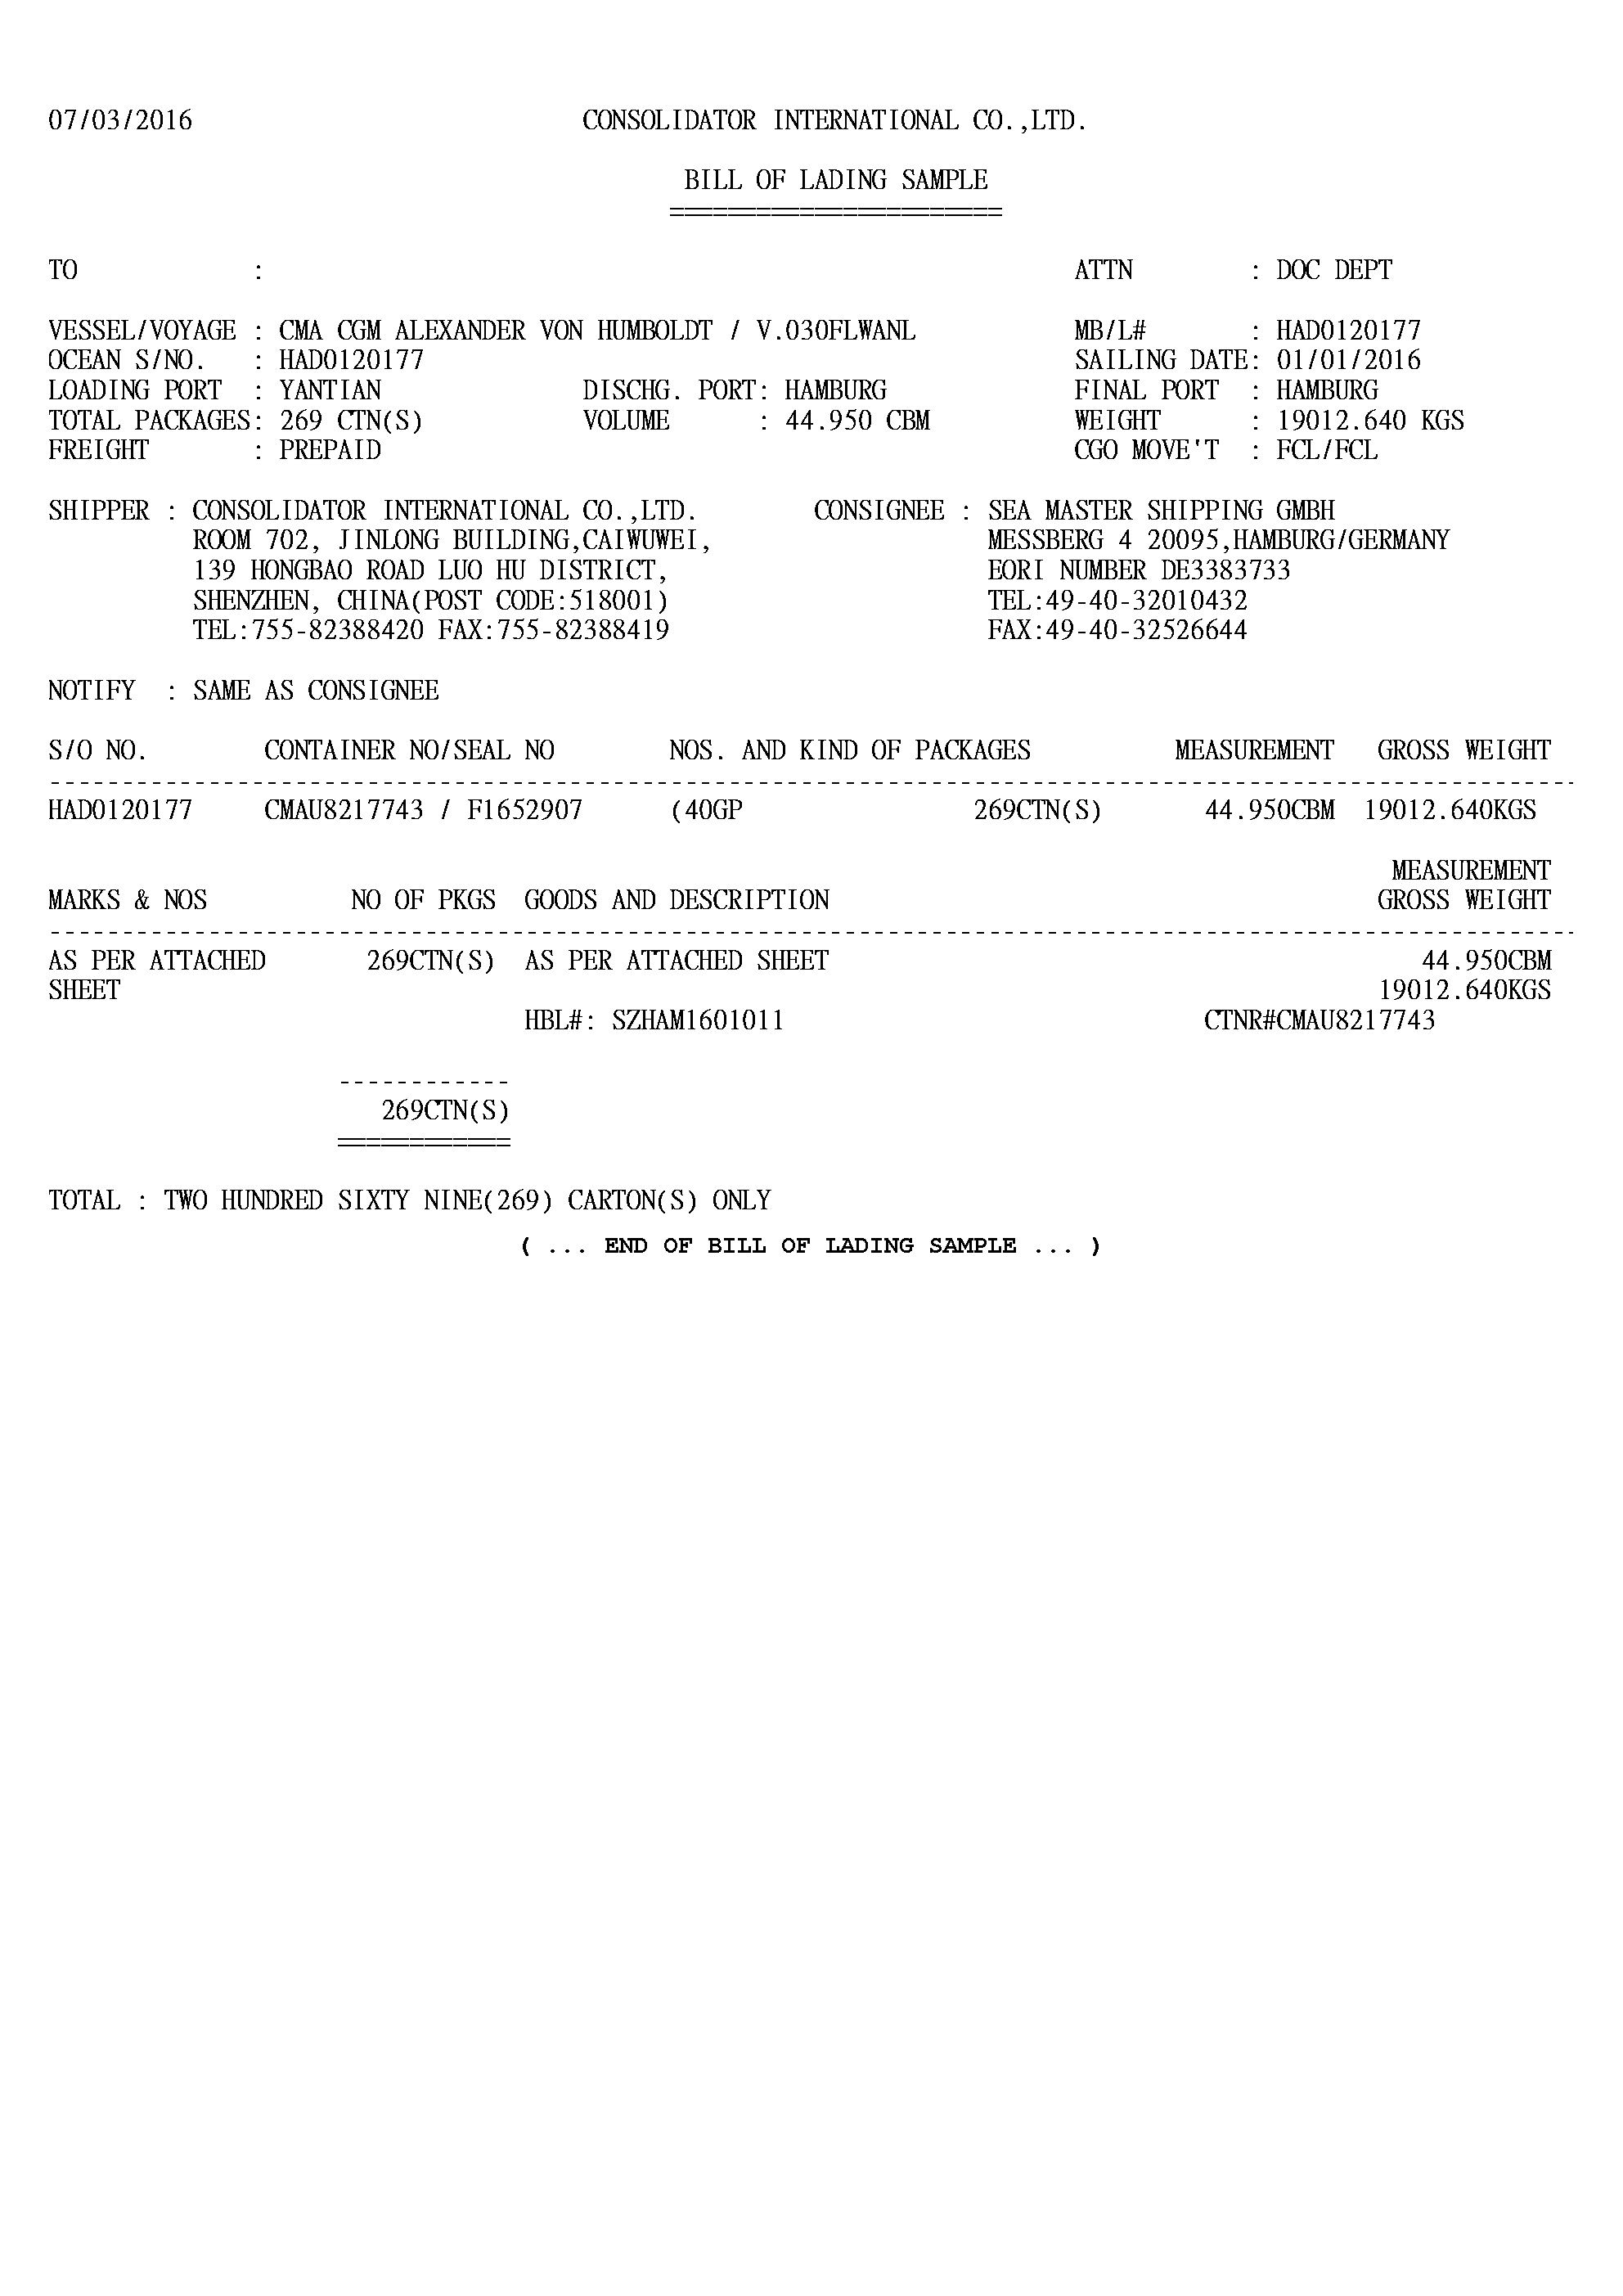 07/03/2016 CONSOLIDATOR INTERNATIONAL CO.,LTD.
BILL OF LADING SAMPLE
=======================
TO : ATTN : DOC DEPT
VESSEL/VOYAGE : CMA CGM ALEXANDER VON HUMBOLDT / V.030FLWANL MB/L# : HAD0120177
OCEAN S/NO. : HAD0120177 SAILING DATE: 01/01/2016
LOADING PORT : YANTIAN DISCHG. PORT: HAMBURG FINAL PORT : HAMBURG
TOTAL PACKAGES: 269 CTN(S) VOLUME : 44.950 CBM WEIGHT : 19012.640 KGS
FREIGHT : PREPAID CGO MOVE'T : FCL/FCL
SHIPPER : CONSOLIDATOR INTERNATIONAL CO.,LTD. CONSIGNEE : SEA MASTER SHIPPING GMBH
ROOM 702, JINLONG BUILDING,CAIWUWEI, MESSBERG 4 20095,HAMBURG/GERMANY
139 HONGBAO ROAD LUO HU DISTRICT, EORI NUMBER DE3383733
SHENZHEN, CHINA(POST CODE:518001) TEL:49-40-32010432
TEL:755-82388420 FAX:755-82388419 FAX:49-40-32526644
NOTIFY : SAME AS CONSIGNEE
S/O NO. CONTAINER NO/SEAL NO NOS. AND KIND OF PACKAGES MEASUREMENT GROSS WEIGHT
HAD0120177 CMAU8217743 / F1652907 (40GP 269CTN(S) 44.950CBM 19012.640KGS
MEASUREMENT
MARKS & NOS NO OF PKGS GOODS AND DESCRIPTION GROSS WEIGHT
AS PER ATTACHED 269CTN(S) AS PER ATTACHED SHEET 44.950CBM
SHEET 19012.640KGS
HBL#: SZHAM1601011 CTNR#CMAU8217743
------------
269CTN(S)
============
TOTAL : TWO HUNDRED SIXTY NINE(269) CARTON(S) ONLY
( ... END OF BILL OF LADING SAMPLE ... )